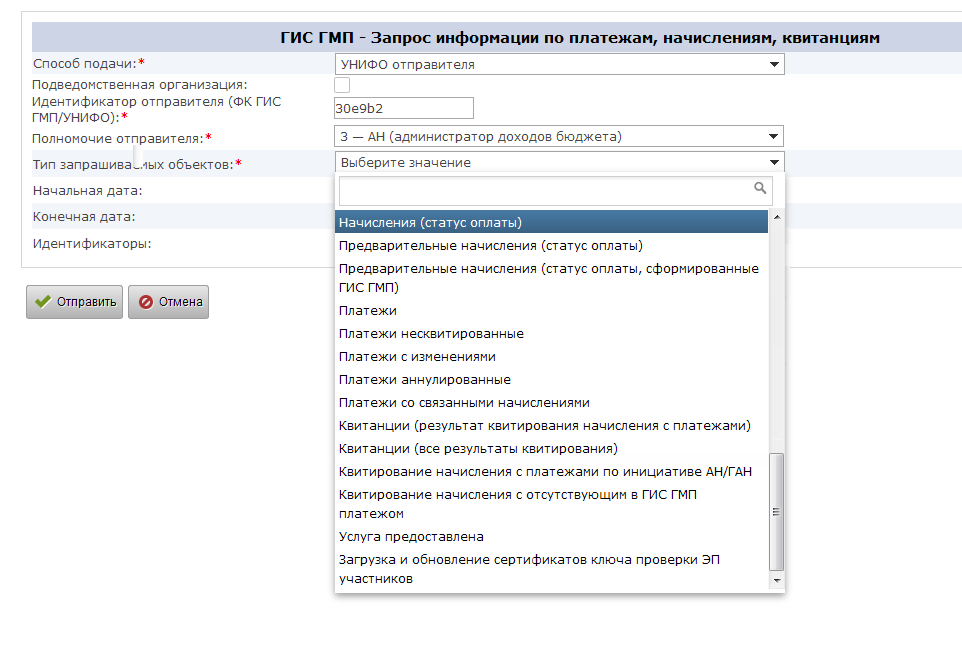 ГИС ГМП - Запрос информации по платежам, начислениям, квитанциям
Способ подачи:*
УНИФО отправителя
Подведомственная организация:
Идентификатор отправителя (ФК ГИС
ГМП/УНИФО):*
30e9b2
Полномочие отправителя:*
3 — АН (администратор доходов бюджета)
Тип запрашиваемых объектов:*
Выберите значение
Начальная дата:
Конечная дата:
Идентификаторы:
Начисления (статус оплаты)
Предварительные начисления (статус оплаты)
Предварительные начисления (статус оплаты, сформированные
ГИС ГМП)
Платежи
Платежи несквитированные
Платежи с изменениями
Платежи аннулированные
Платежи со связанными начислениями
Квитанции (результат квитирования начисления с платежами)
Квитанции (все результаты квитирования)
Квитирование начисления с платежами по инициативе АН/ГАН
Квитирование начисления с отсутствующим в ГИС ГМП
платежом
Услуга предоставлена
Загрузка и обновление сертификатов ключа проверки ЭП
участников
Отправить
Отмена